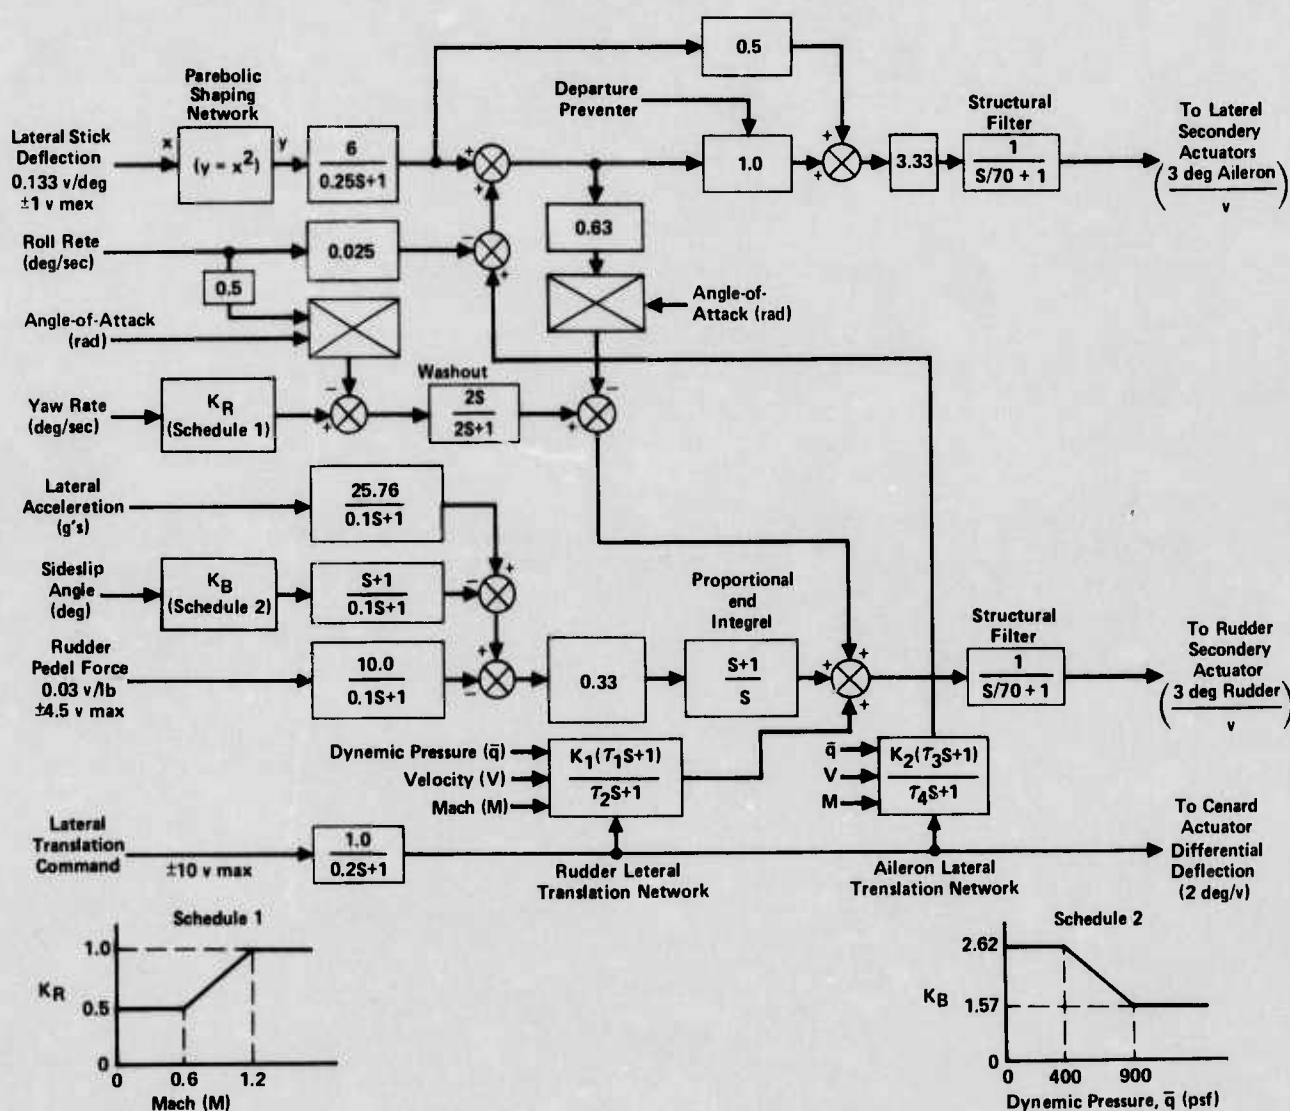 0.5
Parebolic
Shaping
Network
Departure
Preventer
Structural
Filter
To Leterel
Secondery
Actuators
(3 deg Aileron / v)
Lateral Stick
Deflection
0.133 v/deg
±1 v mex
x
(y = x²)
y
6 / 0.25S+1
+
+
1.0
+
+
3.33
1 / S/70 + 1
Roll Rete
(deg/sec)
0.025
−
+
0.63
0.5
Angle-of-Attack
(rad)
Angle-of-
Attack (rad)
Yaw Rate
(deg/sec)
KR
(Schedule 1)
−
+
Washout
2S / 2S+1
−
+
Lateral
Acceleretion
(g's)
25.76 / 0.1S+1
Sideslip
Angle
(deg)
KB
(Schedule 2)
S+1 / 0.1S+1
+
−
Proportional
end
Integrel
Rudder
Pedel Force
0.03 v/lb
±4.5 v max
10.0 / 0.1S+1
+
−
0.33
S+1 / S
+
+
+
Structural
Filter
1 / S/70 + 1
To Rudder
Secondery
Actuator
(3 deg Rudder / v)
Dynemic Pressure (q̄)
Velocity (V)
Mach (M)
K1(τ1S+1) / τ2S+1
q̄
V
M
K2(τ3S+1) / τ4S+1
Lateral
Translation
Command
±10 v max
1.0 / 0.2S+1
Rudder Leteral
Translation Network
Aileron Lateral
Trenslation Network
To Cenard
Actuator
Differential
Deflection
(2 deg/v)
Schedule 1
1.0
KR
0.5
0
0
0.6
1.2
Mach (M)
Schedule 2
2.62
KB
1.57
0
0
400
900
Dynemic Pressure, q̄ (psf)